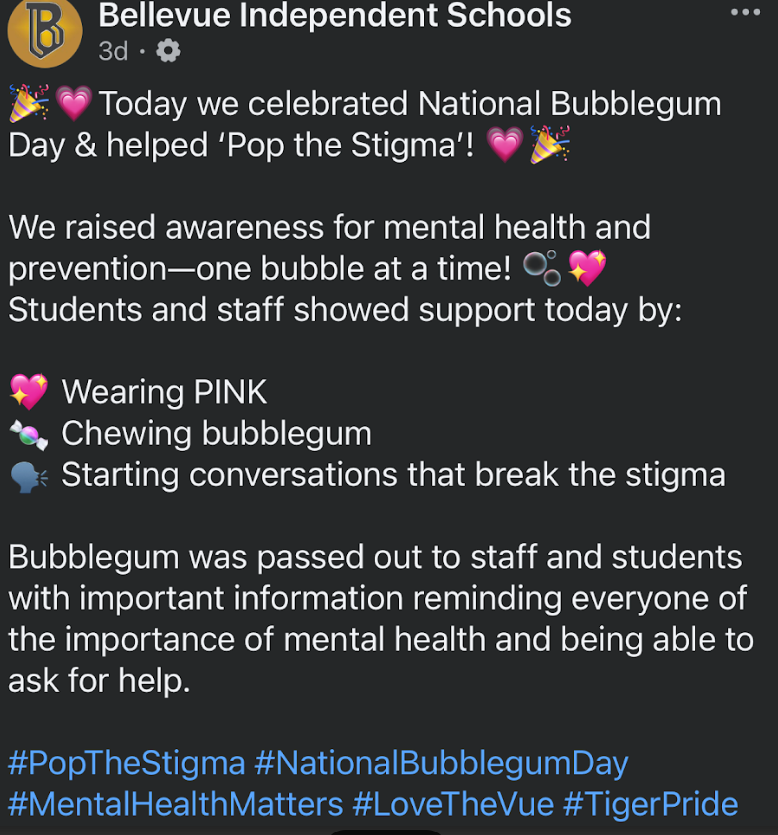 B
Bellevue Independent Schools
3d ·
🎉💗 Today we celebrated National Bubblegum
Day & helped ‘Pop the Stigma’! 💗🎉
We raised awareness for mental health and
prevention—one bubble at a time! 🫧💖
Students and staff showed support today by:
💖 Wearing PINK
🍬 Chewing bubblegum
🗣️ Starting conversations that break the stigma
Bubblegum was passed out to staff and students
with important information reminding everyone of
the importance of mental health and being able to
ask for help.
#PopTheStigma #NationalBubblegumDay
#MentalHealthMatters #LoveTheVue #TigerPride